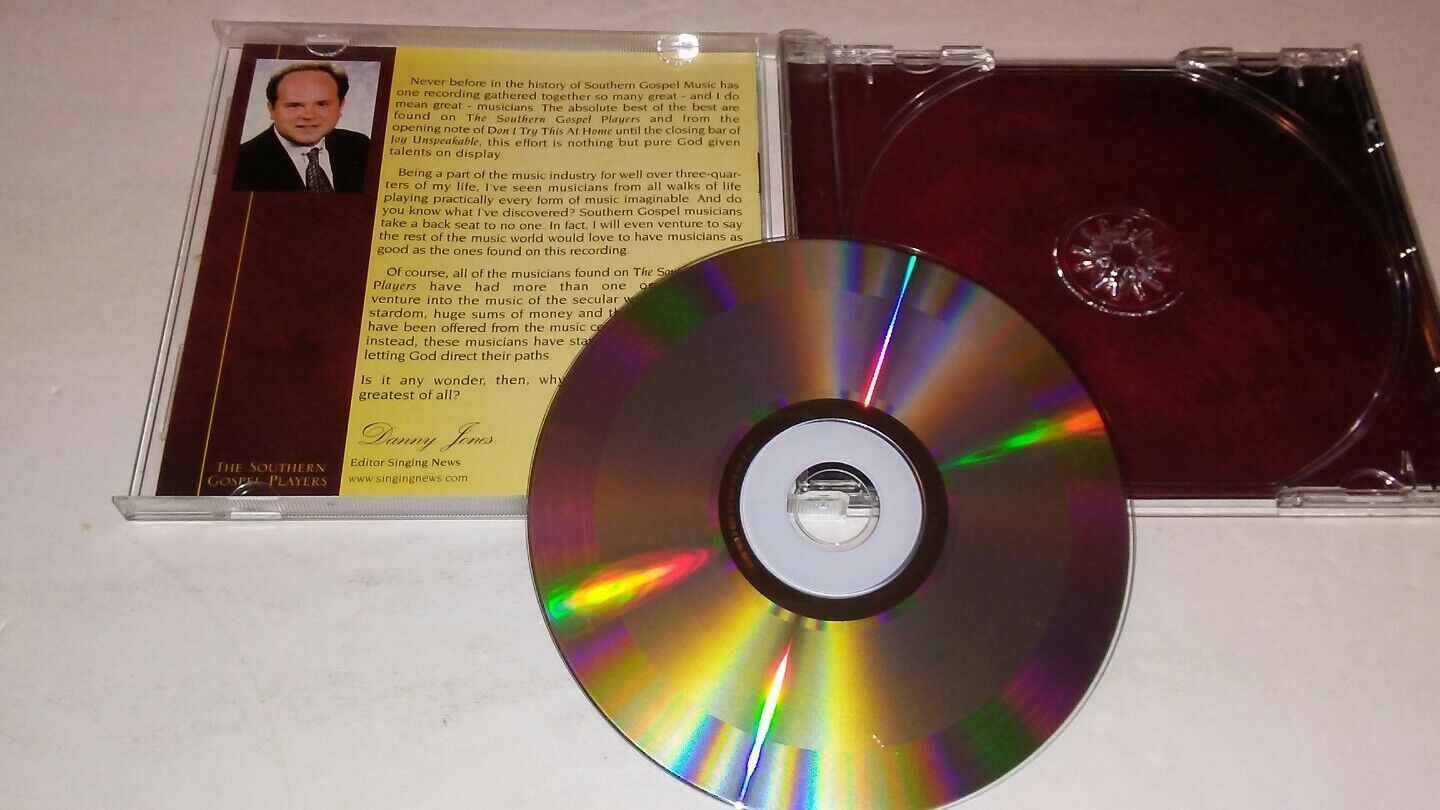 Never before in the history of Southern Gospel Music has
one recording gathered together so many great - and I do
mean great - musicians. The absolute best of the best are
found on The Southern Gospel Players and from the
opening note of Don't Try This At Home until the closing bar of
Joy Unspeakable, this effort is nothing but pure God given
talents on display.
Being a part of the music industry for well over three-quar-
ters of my life, I've seen musicians from all walks of life
playing practically every form of music imaginable. And do
you know what I've discovered? Southern Gospel musicians
take a back seat to no one. In fact, I will even venture to say
the rest of the music world would love to have musicians as
good as the ones found on this recording.
Of course, all of the musicians found on The
Players have had more than one
venture into the music of the secular
stardom, huge sums of money and
have been offered from the music
instead, these musicians have
letting God direct their paths.
Is it any wonder, then, why
greatest of all?
Danny Jones
Editor Singing News
www.singingnews.com
THE SOUTHERN
GOSPEL PLAYERS